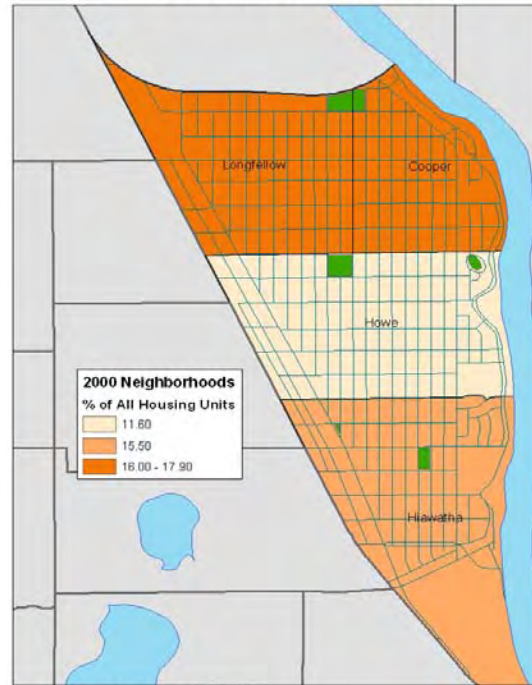 Longfellow
Cooper
Howe
2000 Neighborhoods
% of All Housing Units
11.60
15.50
16.00 - 17.90
Hiawatha